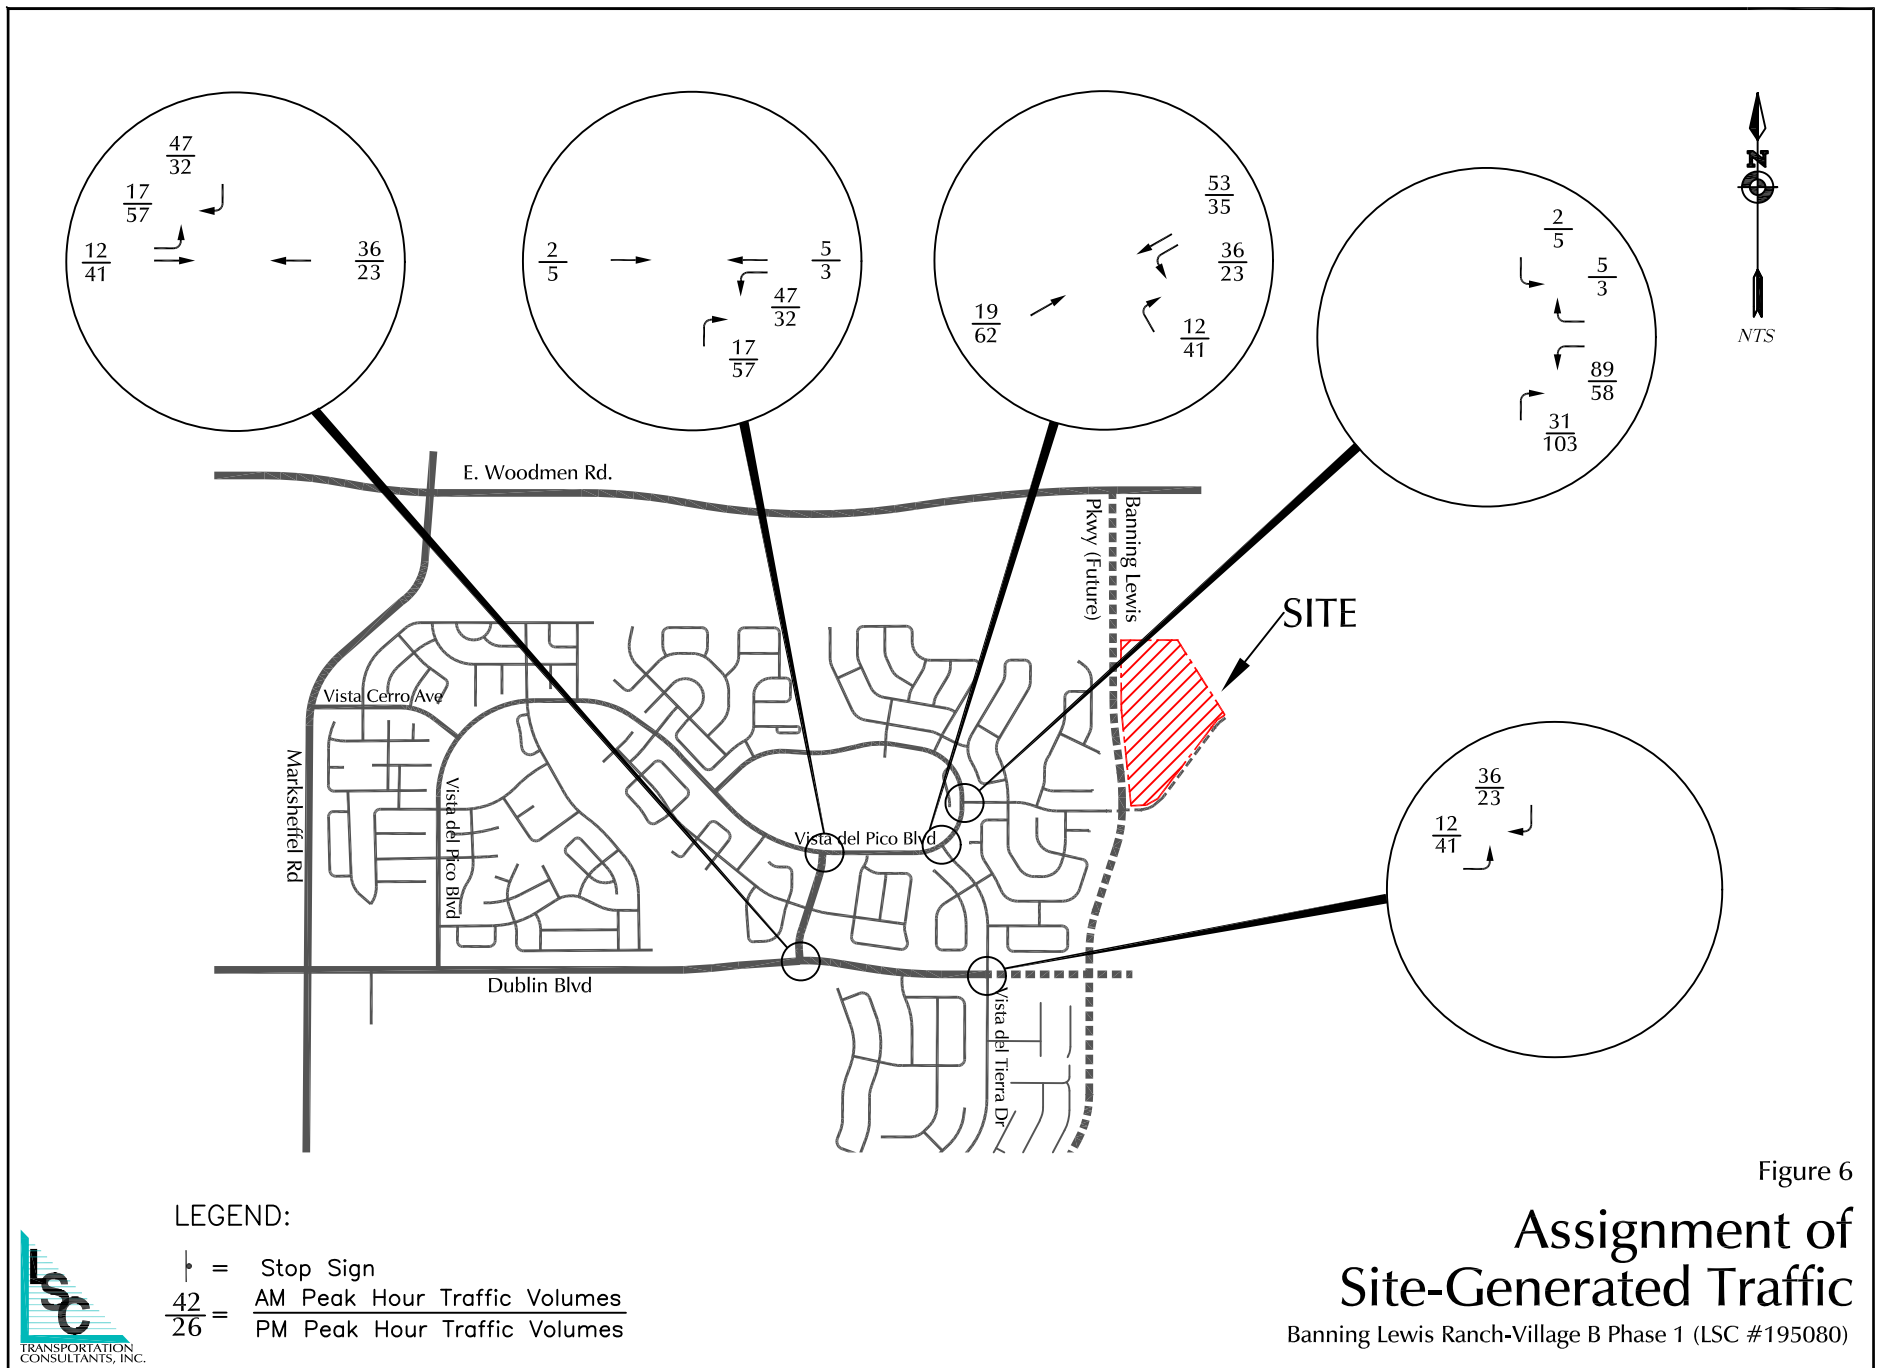 47
32
17
57
12
41
36
23
2
5
5
3
47
32
17
57
53
35
36
23
19
62
12
41
2
5
5
3
89
58
31
103
N
NTS
E. Woodmen Rd.
Banning Lewis
Pkwy (Future)
SITE
Vista Cerro Ave
Marksheffel Rd
Vista del Pico Blvd
Vista del Pico Blvd
36
23
12
41
Dublin Blvd
Vista del Tierra Dr
Figure 6
Assignment of
Site-Generated Traffic
Banning Lewis Ranch-Village B Phase 1 (LSC #195080)
LEGEND:
= Stop Sign
42
26
=
AM Peak Hour Traffic Volumes
PM Peak Hour Traffic Volumes
LSC
TRANSPORTATION
CONSULTANTS, INC.